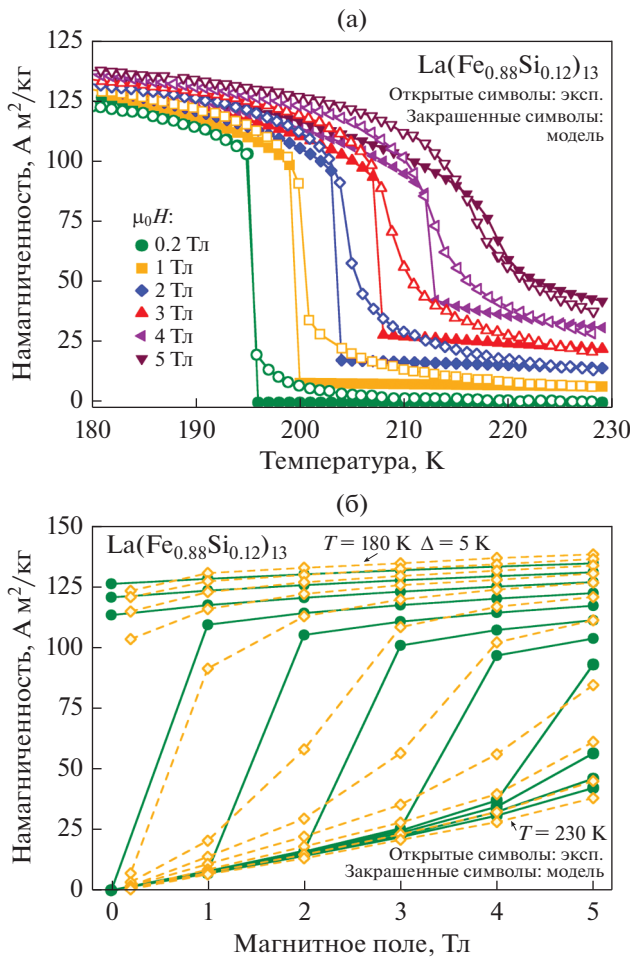 (а)
Намагниченность, А м²/кг
125
100
75
50
25
0
La(Fe₀.₈₈Si₀.₁₂)₁₃
Открытые символы: эксп.
Закрашенные символы:
модель
μ₀H:
0.2 Тл
1 Тл
2 Тл
3 Тл
4 Тл
5 Тл
180 190 200 210 220 230
Температура, К
(б)
Намагниченность, А м²/кг
150
125
100
75
50
25
0
La(Fe₀.₈₈Si₀.₁₂)₁₃
T = 180 К Δ = 5 К
T = 230 К
Открытые символы: эксп.
Закрашенные символы: модель
0 1 2 3 4 5
Магнитное поле, Тл